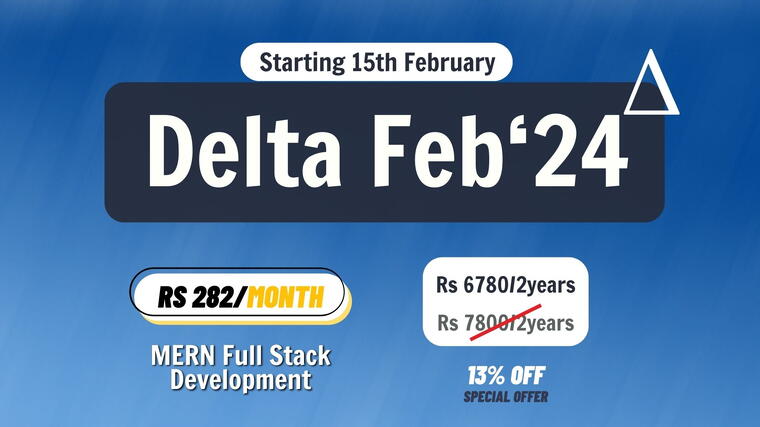 Starting 15th February
Delta Feb‘24
RS 282/MONTH
MERN Full Stack
Development
Rs 6780/2years
Rs 7800/2years
13% OFF
SPECIAL OFFER